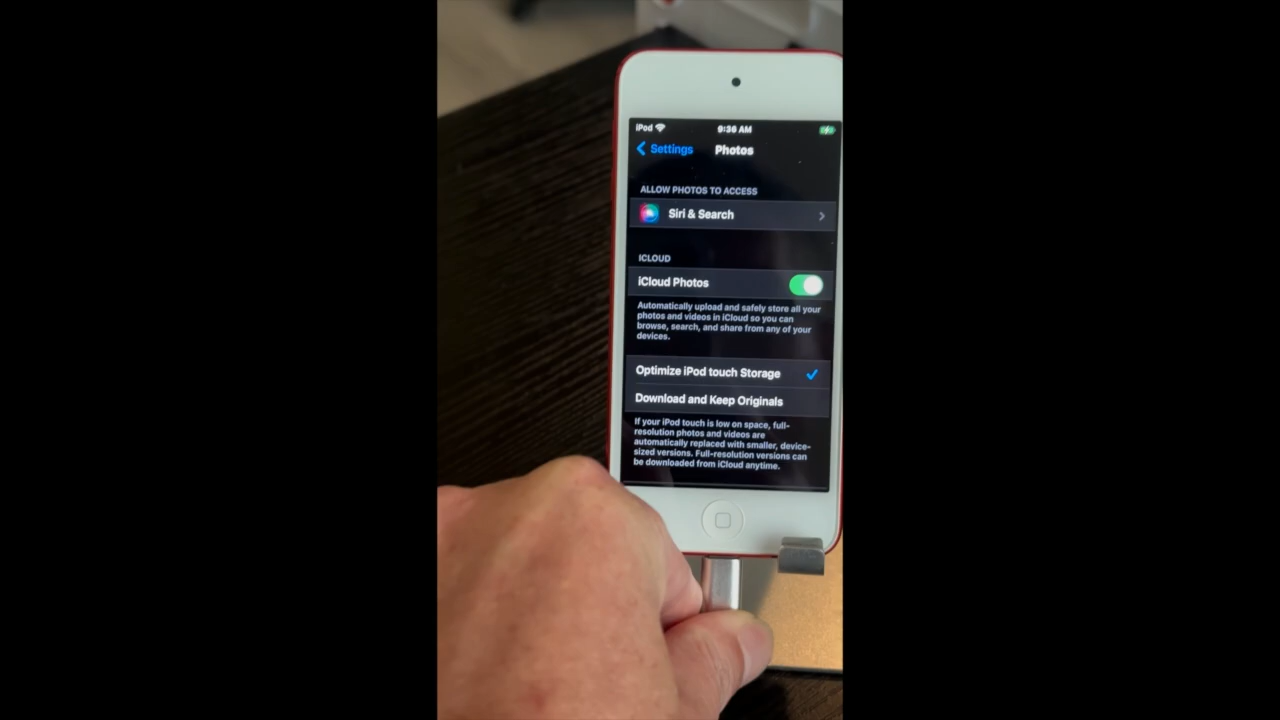 iPod 9:36 AM
Settings Photos
ALLOW PHOTOS TO ACCESS
Siri & Search
ICLOUD
iCloud Photos
Automatically upload and safely store all your
photos and videos in iCloud so you can
browse, search, and share from any of your
devices.
Optimize iPod touch Storage
Download and Keep Originals
If your iPod touch is low on space, full-
resolution photos and videos are
automatically replaced with smaller, device-
sized versions. Full-resolution versions can
be downloaded from iCloud anytime.